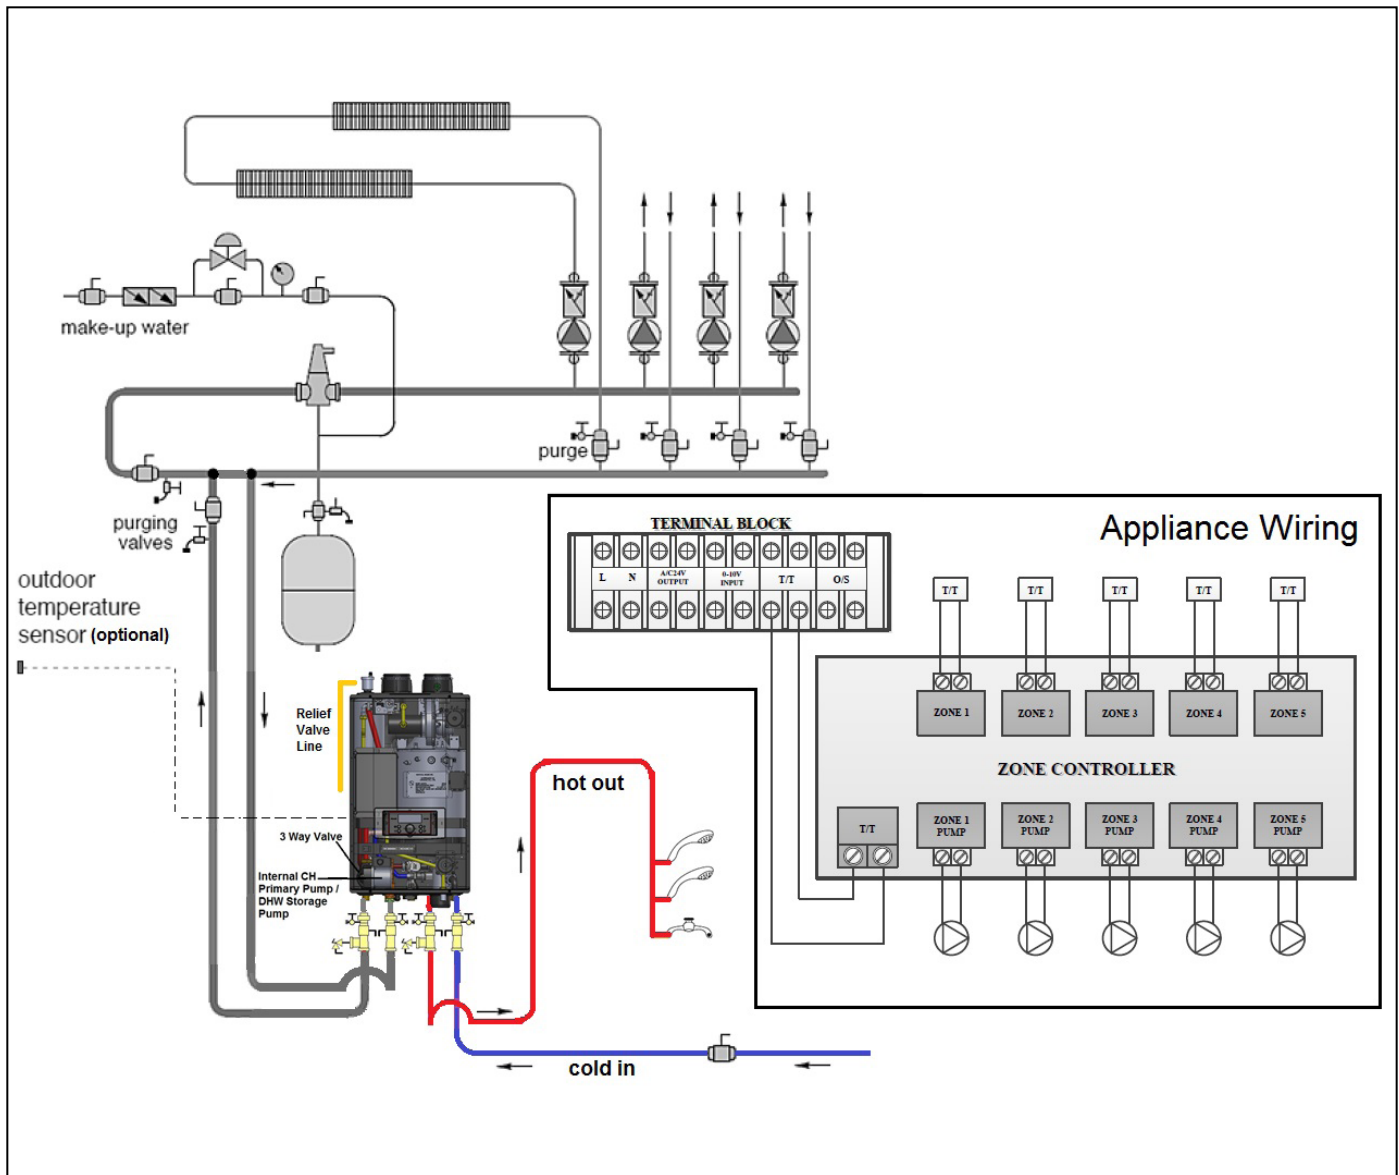 make-up water
purge
purging
valves
outdoor
temperature
sensor (optional)
Relief
Valve
Line
3 Way Valve
Internal CH
Primary Pump /
DHW Storage
Pump
hot out
cold in
Appliance Wiring
TERMINAL BLOCK
L N A/C24V OUTPUT 0-10V INPUT T/T O/S
T/T T/T T/T T/T T/T
ZONE 1 ZONE 2 ZONE 3 ZONE 4 ZONE 5
ZONE CONTROLLER
T/T
ZONE 1 PUMP ZONE 2 PUMP ZONE 3 PUMP ZONE 4 PUMP ZONE 5 PUMP